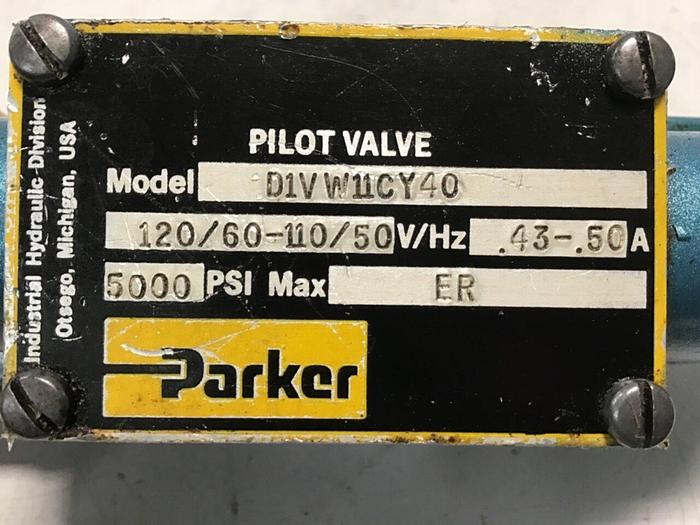 Industrial Hydraulic Division
Otsego, Michigan, USA
PILOT VALVE
Model D1VW11CY40
120/60-110/50 V/Hz .43-.50 A
5000 PSI Max ER
Parker